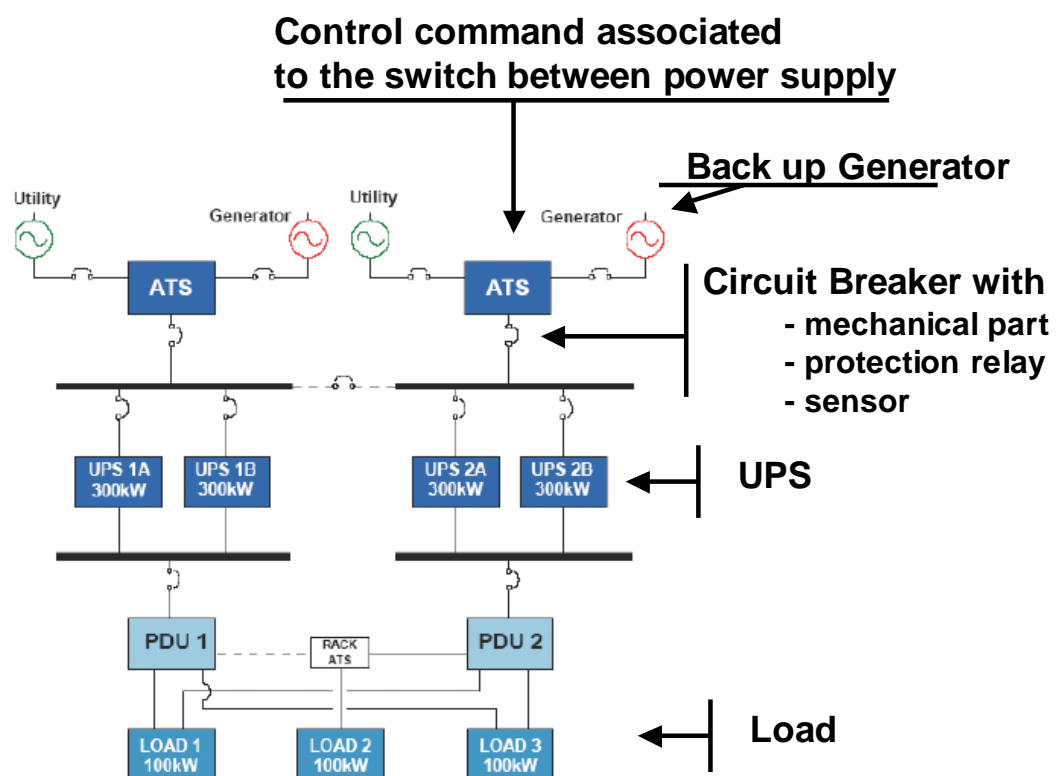 Control command associated
to the switch between power supply
Back up Generator
Utility
Generator
Utility
Generator
ATS
ATS
Circuit Breaker with
- mechanical part
- protection relay
- sensor
UPS 1A
300kW
UPS 1B
300kW
UPS 2A
300kW
UPS 2B
300kW
UPS
PDU 1
RACK
ATS
PDU 2
LOAD 1
100kW
LOAD 2
100kW
LOAD 3
100kW
Load